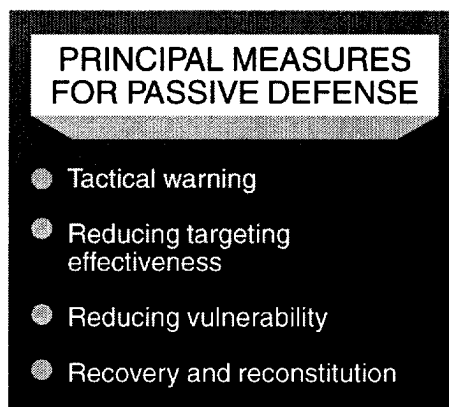 PRINCIPAL MEASURES
FOR PASSIVE DEFENSE
Tactical warning
Reducing targeting
effectiveness
Reducing vulnerability
Recovery and reconstitution